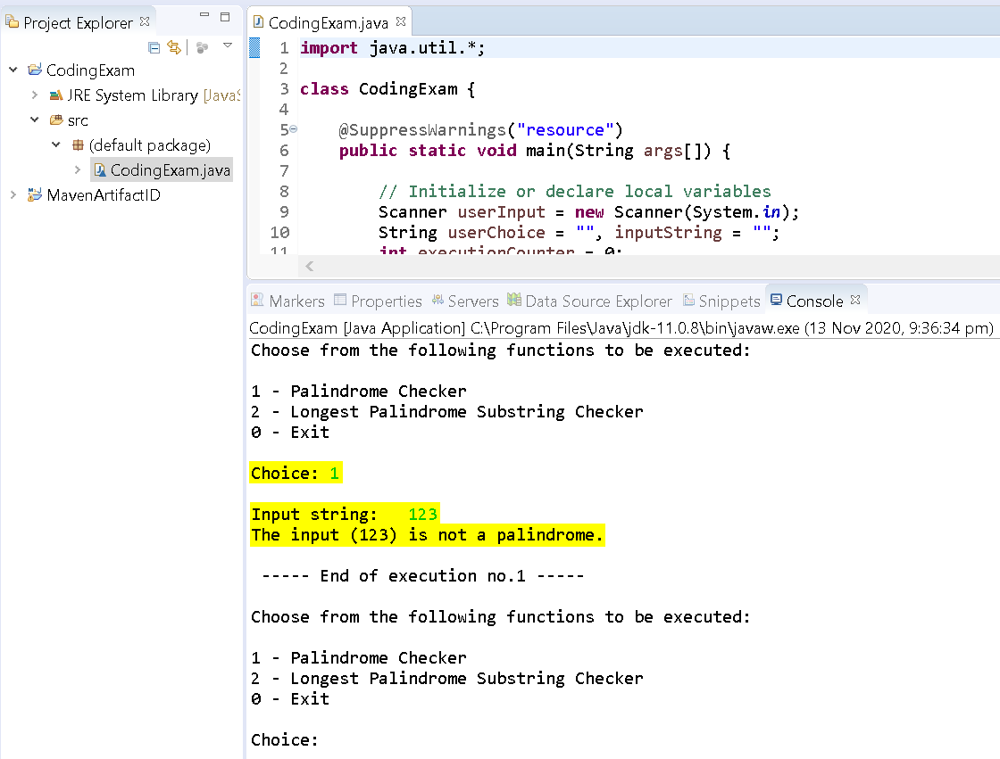 Project Explorer
CodingExam
JRE System Library [JavaS
src
(default package)
CodingExam.java
MavenArtifactID
CodingExam.java
1 import java.util.*;
2
3 class CodingExam {
4
5 @SuppressWarnings("resource")
6 public static void main(String args[]) {
7
8 // Initialize or declare local variables
9 Scanner userInput = new Scanner(System.in);
10 String userChoice = "", inputString = "";
11 int executionCounter = 0;
Markers Properties Servers Data Source Explorer Snippets Console
CodingExam [Java Application] C:\Program Files\Java\jdk-11.0.8\bin\javaw.exe (13 Nov 2020, 9:36:34 pm)
Choose from the following functions to be executed:
1 - Palindrome Checker
2 - Longest Palindrome Substring Checker
0 - Exit
Choice: 1
Input string: 123
The input (123) is not a palindrome.
----- End of execution no.1 -----
Choose from the following functions to be executed:
1 - Palindrome Checker
2 - Longest Palindrome Substring Checker
0 - Exit
Choice: